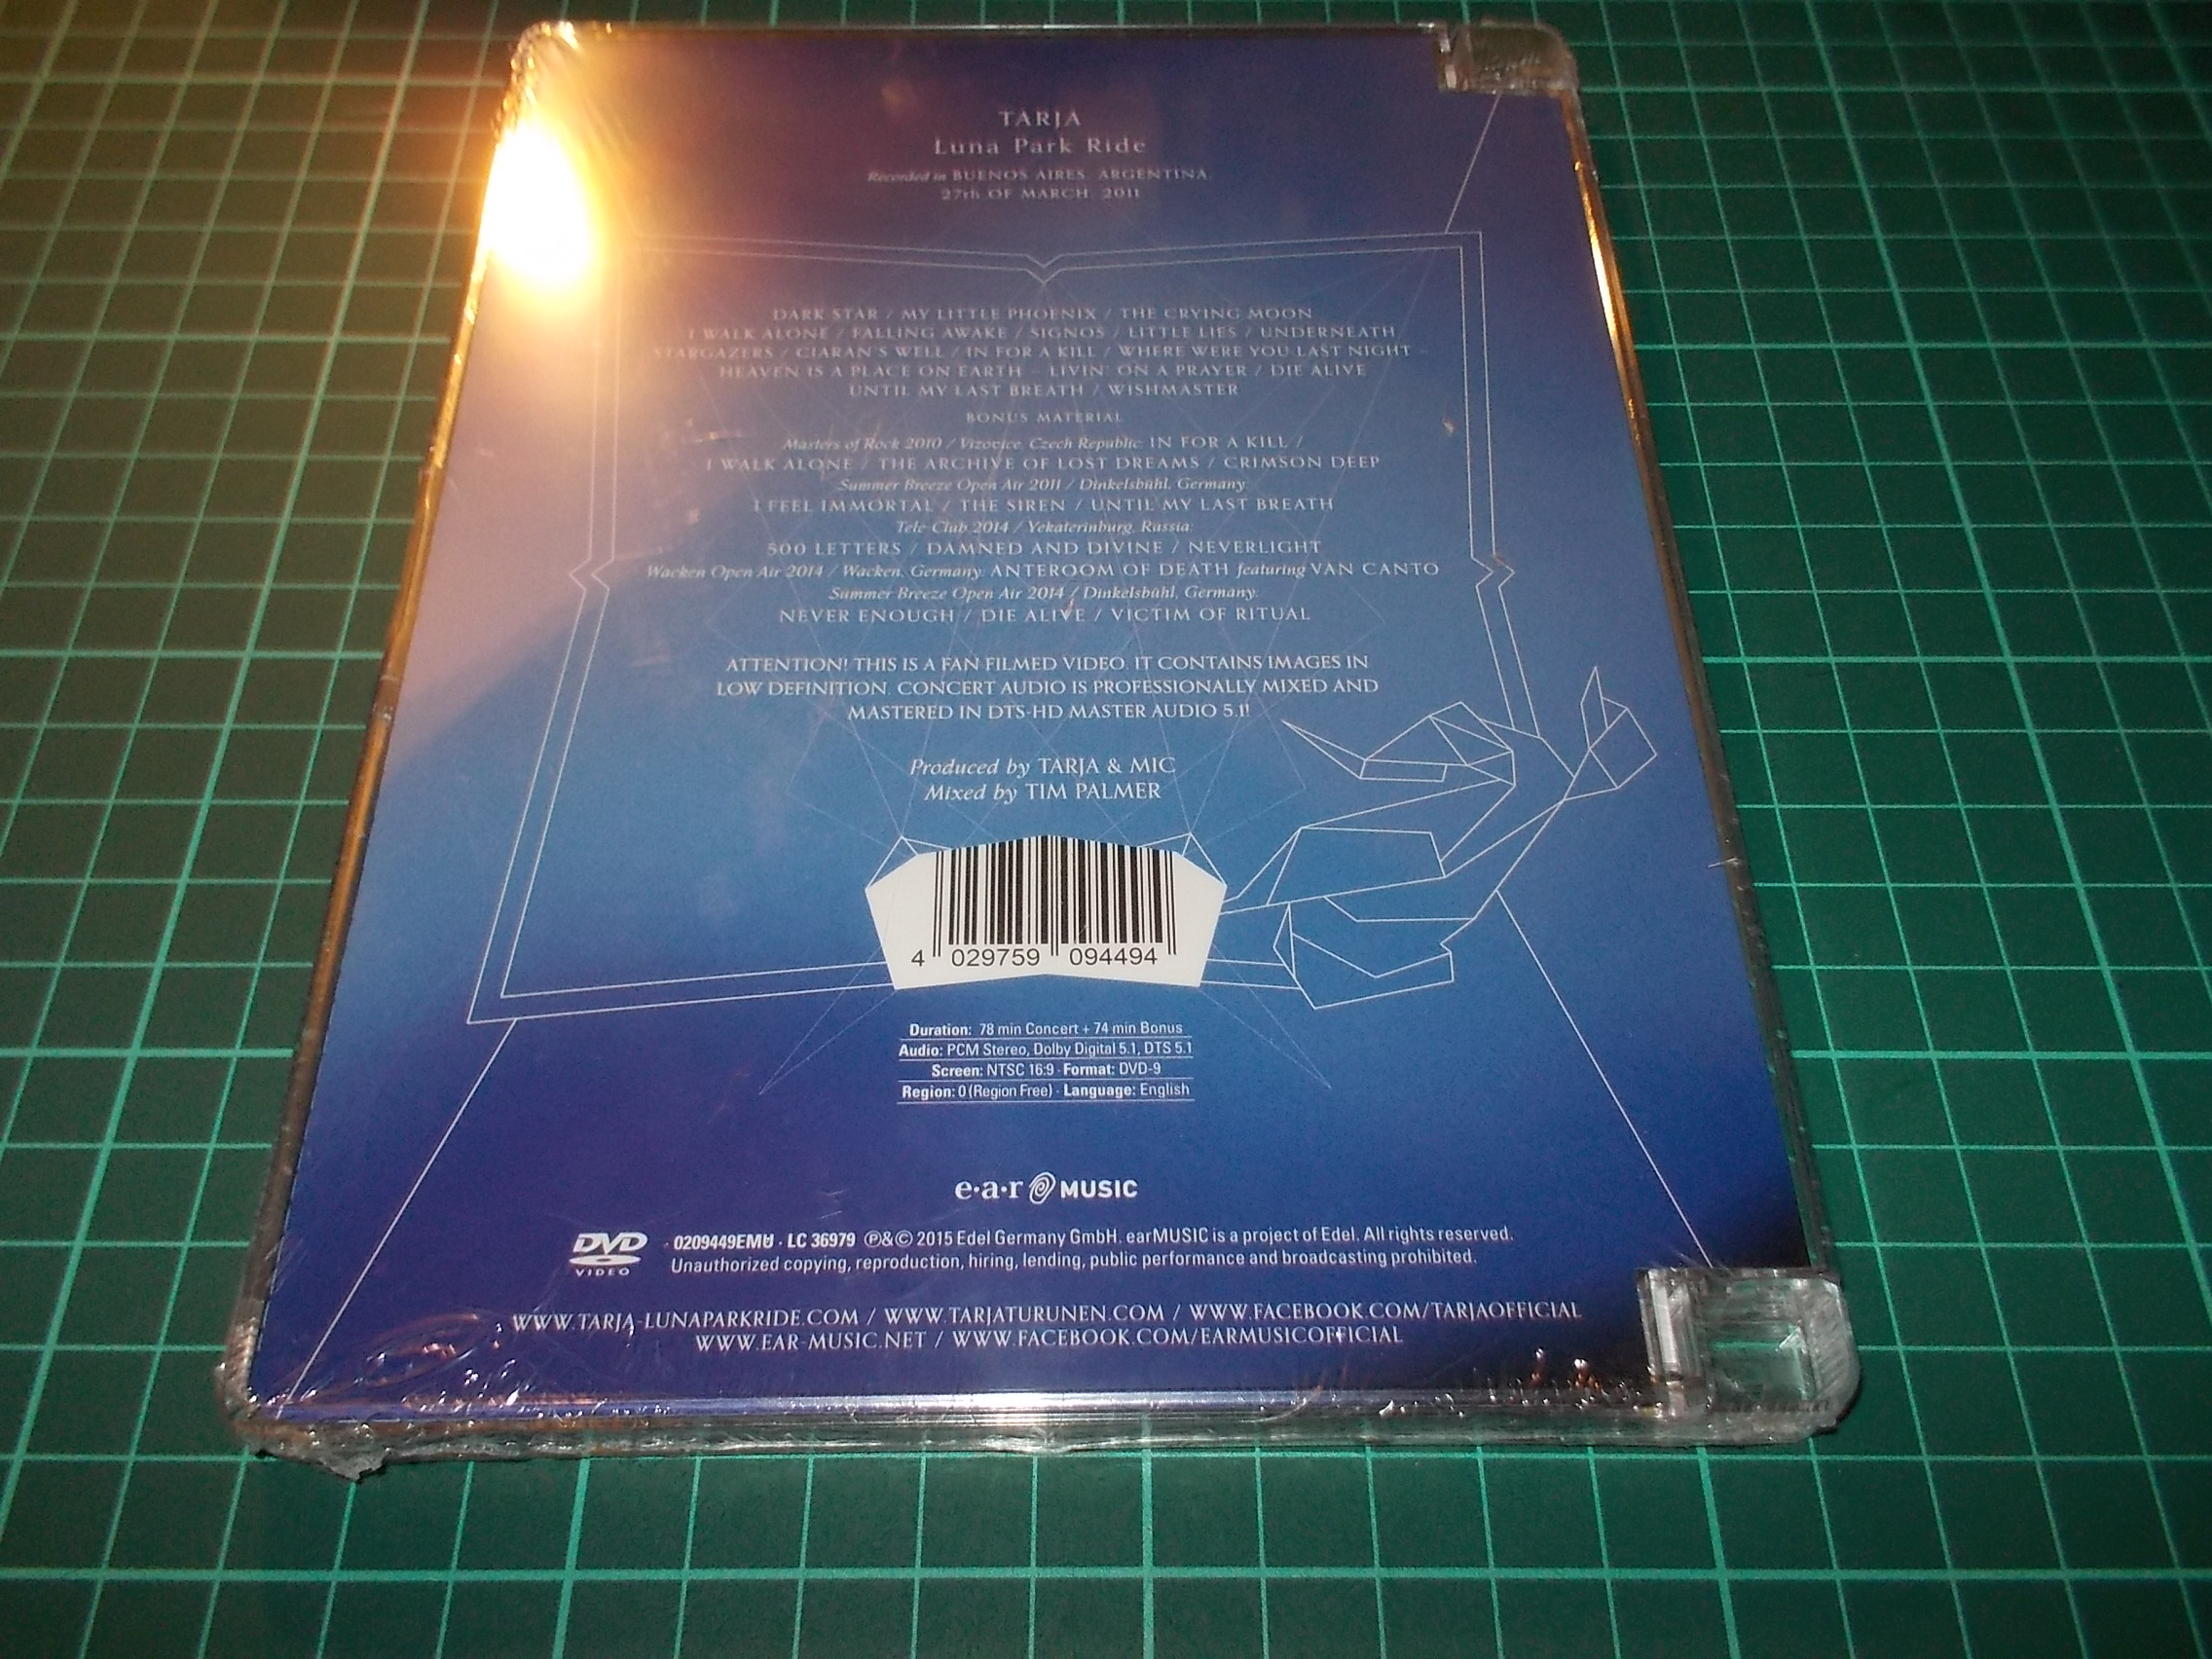 TARJA
Luna Park Ride
Recorded in BUENOS AIRES, ARGENTINA,
27th OF MARCH, 2011
DARK STAR / MY LITTLE PHOENIX / THE CRYING MOON
I WALK ALONE / FALLING AWAKE / SIGNOS / LITTLE LIES / UNDERNEATH
STARGAZERS / CIARAN'S WELL / IN FOR A KILL / WHERE WERE YOU LAST NIGHT –
HEAVEN IS A PLACE ON EARTH – LIVIN' ON A PRAYER / DIE ALIVE
UNTIL MY LAST BREATH / WISHMASTER
BONUS MATERIAL
Masters of Rock 2010 / Vizovice, Czech Republic: IN FOR A KILL /
I WALK ALONE / THE ARCHIVE OF LOST DREAMS / CRIMSON DEEP
Summer Breeze Open Air 2011 / Dinkelsbühl, Germany:
I FEEL IMMORTAL / THE SIREN / UNTIL MY LAST BREATH
Tele-Club 2014 / Yekaterinburg, Russia:
500 LETTERS / DAMNED AND DIVINE / NEVERLIGHT
Wacken Open Air 2014 / Wacken, Germany: ANTEROOM OF DEATH featuring VAN CANTO
Summer Breeze Open Air 2014 / Dinkelsbühl, Germany:
NEVER ENOUGH / DIE ALIVE / VICTIM OF RITUAL
ATTENTION! THIS IS A FAN FILMED VIDEO. IT CONTAINS IMAGES IN
LOW DEFINITION. CONCERT AUDIO IS PROFESSIONALLY MIXED AND
MASTERED IN DTS-HD MASTER AUDIO 5.1!
Produced by TARJA & MIC
Mixed by TIM PALMER
4 029759 094494
Duration: 78 min Concert + 74 min Bonus
Audio: PCM Stereo, Dolby Digital 5.1, DTS 5.1
Screen: NTSC 16:9 · Format: DVD-9
Region: 0 (Region Free) · Language: English
e·a·r MUSIC
DVD VIDEO · 0209449EMU · LC 36979 ℗&© 2015 Edel Germany GmbH. earMUSIC is a project of Edel. All rights reserved.
Unauthorized copying, reproduction, hiring, lending, public performance and broadcasting prohibited.
WWW.TARJA-LUNAPARKRIDE.COM / WWW.TARJATURUNEN.COM / WWW.FACEBOOK.COM/TARJAOFFICIAL
WWW.EAR-MUSIC.NET / WWW.FACEBOOK.COM/EARMUSICOFFICIAL